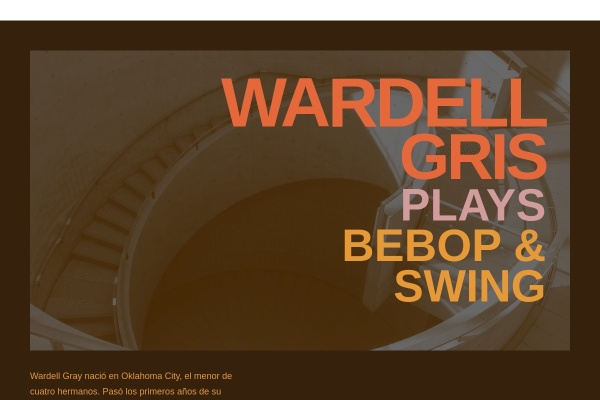 WARDELL
GRIS
PLAYS
BEBOP &
SWING
Wardell Gray nació en Oklahoma City, el menor de
cuatro hermanos. Pasó los primeros años de su